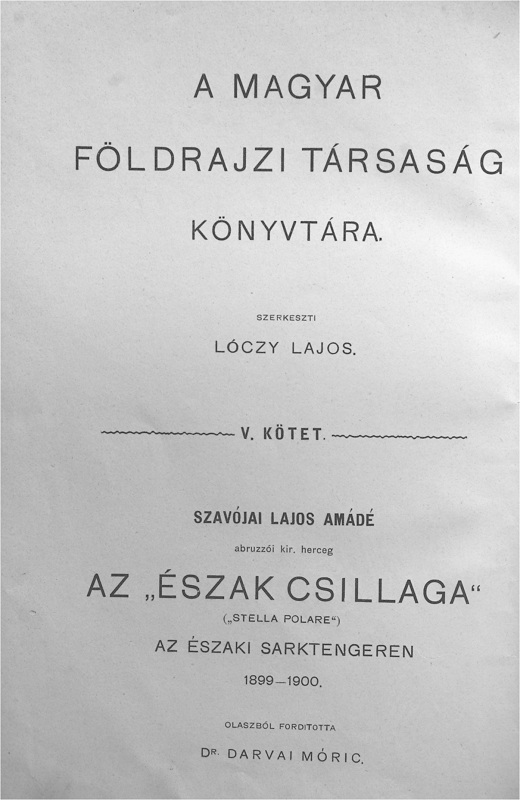 A MAGYAR
FÖLDRAJZI TÁRSASÁG
KÖNYVTÁRA.
SZERKESZTI
LÓCZY LAJOS.
V. KÖTET.
SZAVÓJAI LAJOS AMÁDÉ
abruzzói kir. herceg
AZ „ÉSZAK CSILLAGA“
(„STELLA POLARE“)
AZ ÉSZAKI SARKTENGEREN
1899—1900.
OLASZBÓL FORDITOTTA
DR. DARVAI MÓRIC.